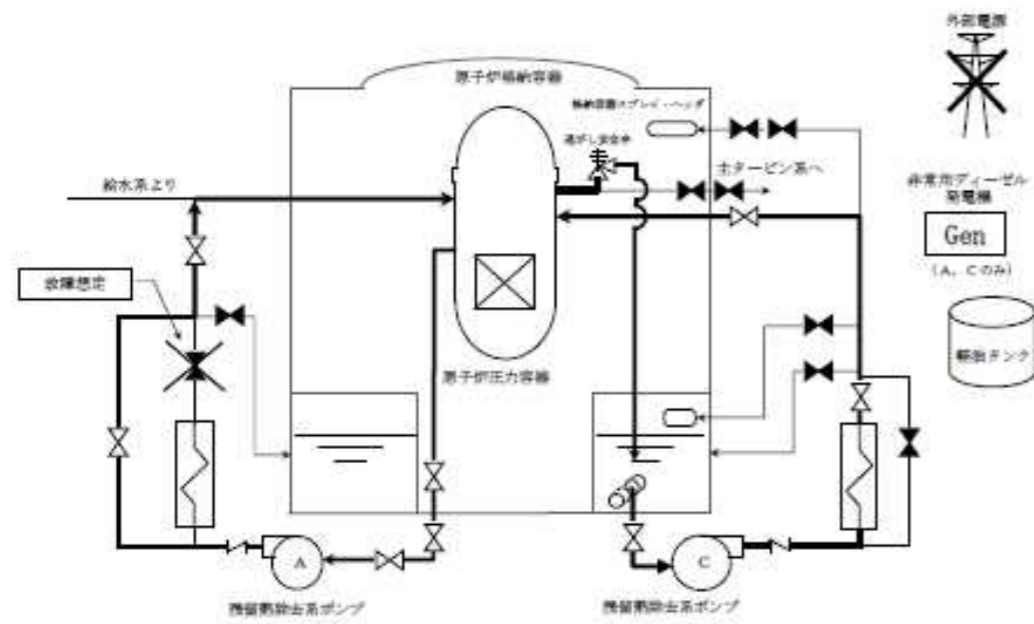 外部電源
原子炉格納容器
格納容器スプレイ・ヘッダ
逃がし安全弁
給水系より
主タービン系へ
非常用ディーゼル
発電機
Gen
(A, Cのみ)
故障想定
軽油タンク
原子炉圧力容器
A
C
残留熱除去系ポンプ
残留熱除去系ポンプ